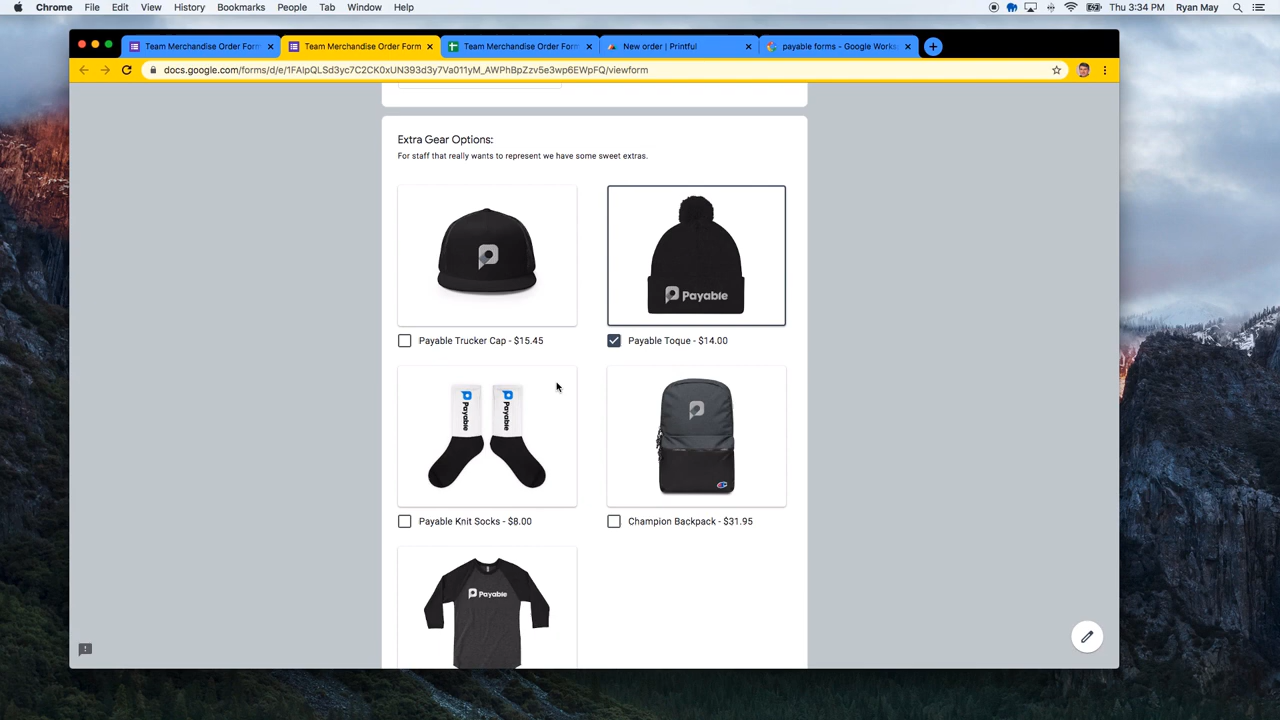 Chrome File Edit View History Bookmarks People Tab Window Help Thu 3:34 PM Ryan May
Team Merchandise Order Form Team Merchandise Order Form Team Merchandise Order Form New order | Printful payable forms - Google Works
docs.google.com/forms/d/e/1FAIpQLSd3yc7C2CK0xUN393d3y7Va011yM_AWPhBpZzv5e3wp6EWpFQ/viewform
Extra Gear Options:
For staff that really wants to represent we have some sweet extras.
Payable
Payable Trucker Cap - $15.45
Payable Toque - $14.00
Payable
Payable
Payable Knit Socks - $8.00
Champion Backpack - $31.95
Payable